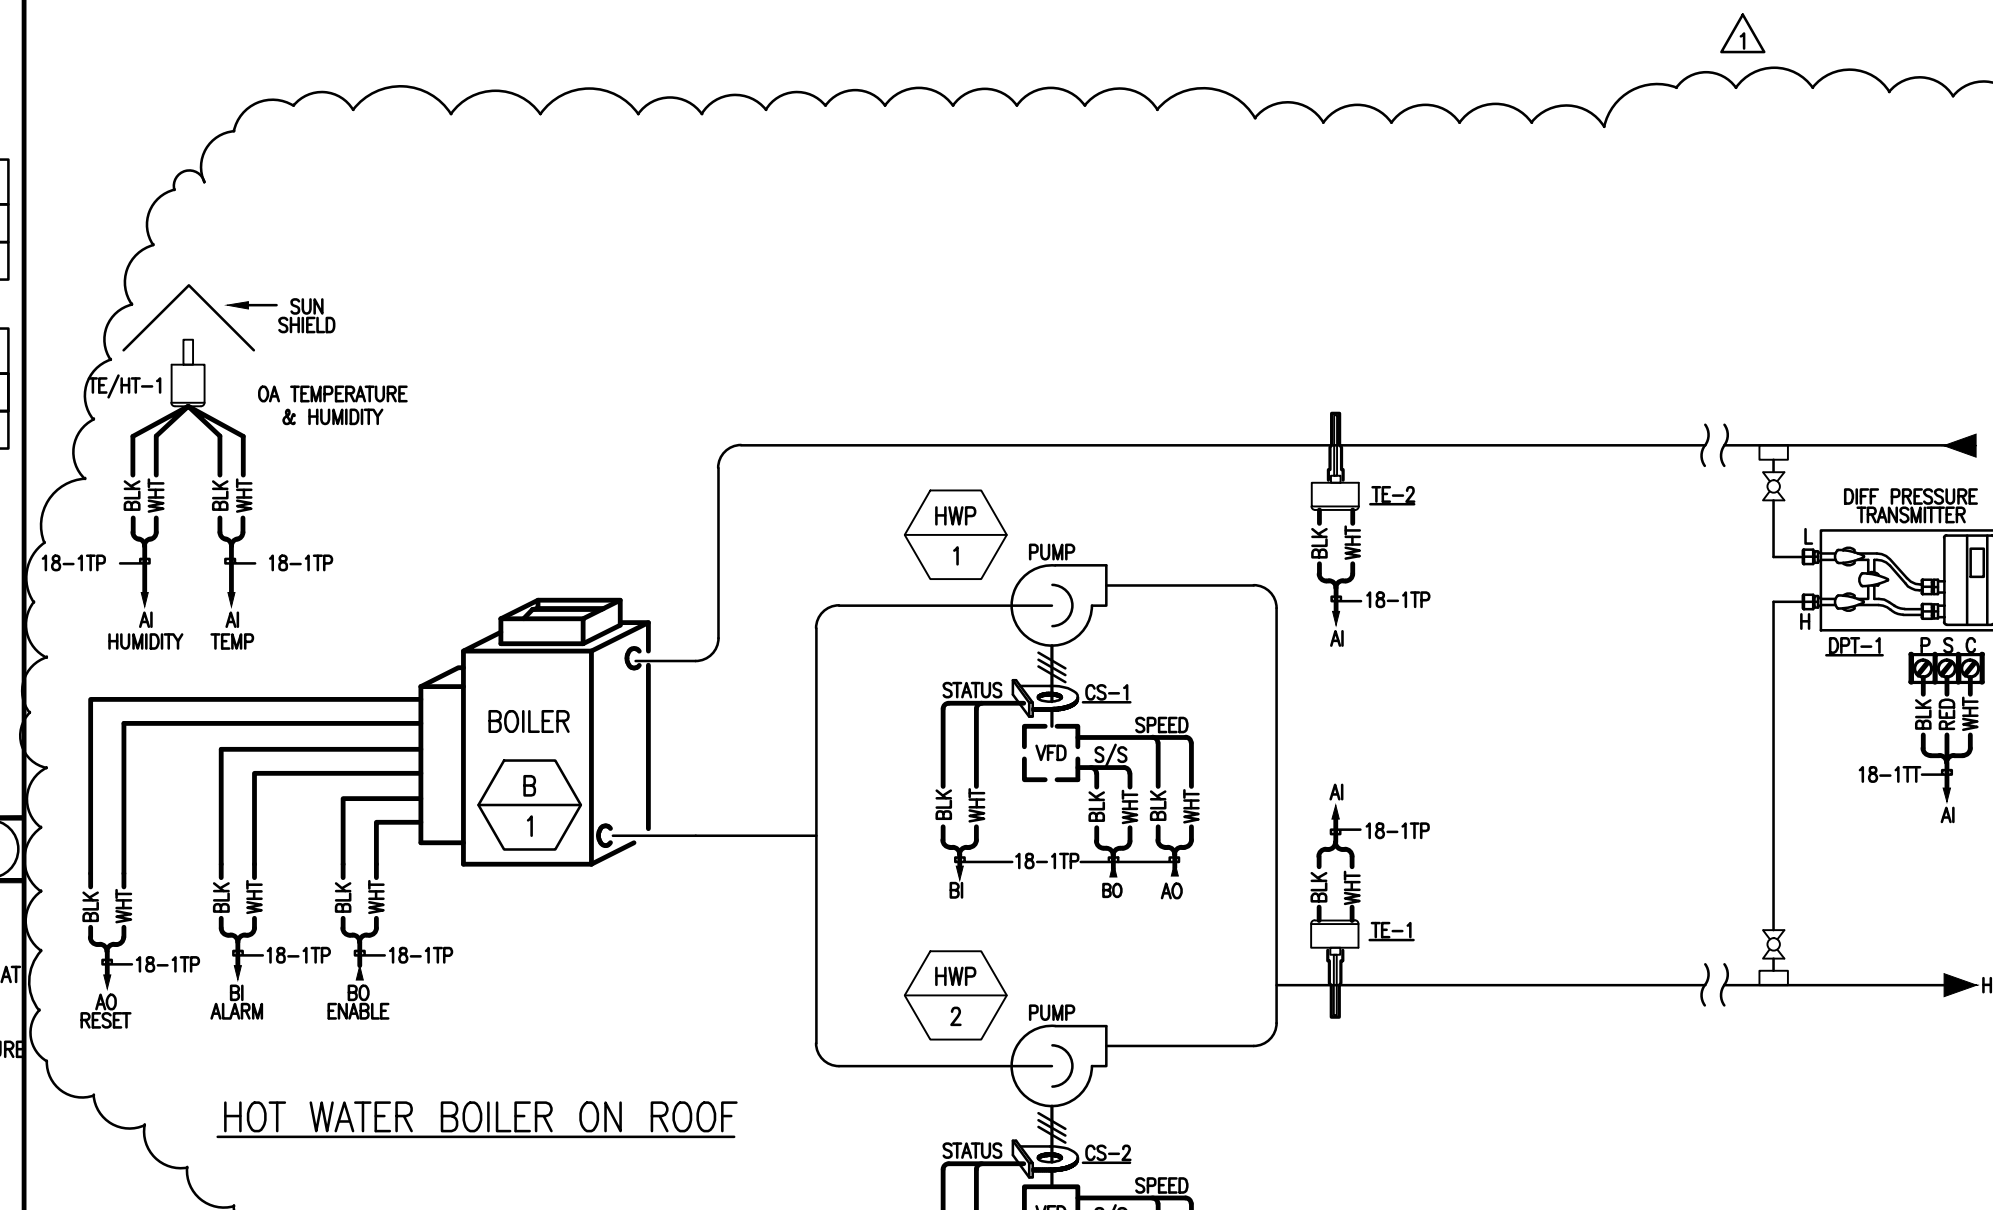 1
SUN
SHIELD
TE/HT-1
OA TEMPERATURE
& HUMIDITY
BLK
WHT
BLK
WHT
18-1TP
18-1TP
AI
HUMIDITY
AI
TEMP
BOILER
B
1
BLK
WHT
BLK
WHT
BLK
WHT
18-1TP
18-1TP
18-1TP
AO
RESET
BI
ALARM
BO
ENABLE
HOT WATER BOILER ON ROOF
HWP
1
PUMP
STATUS
CS-1
SPEED
VFD
S/S
BLK
WHT
BLK
WHT
BLK
WHT
18-1TP
BI
BO
AO
HWP
2
PUMP
STATUS
CS-2
SPEED
TE-2
BLK
WHT
18-1TP
AI
AI
18-1TP
BLK
WHT
TE-1
DIFF PRESSURE
TRANSMITTER
L
H
DPT-1
P S C
BLK
RED
WHT
18-1TT
AI
H
AT
URE